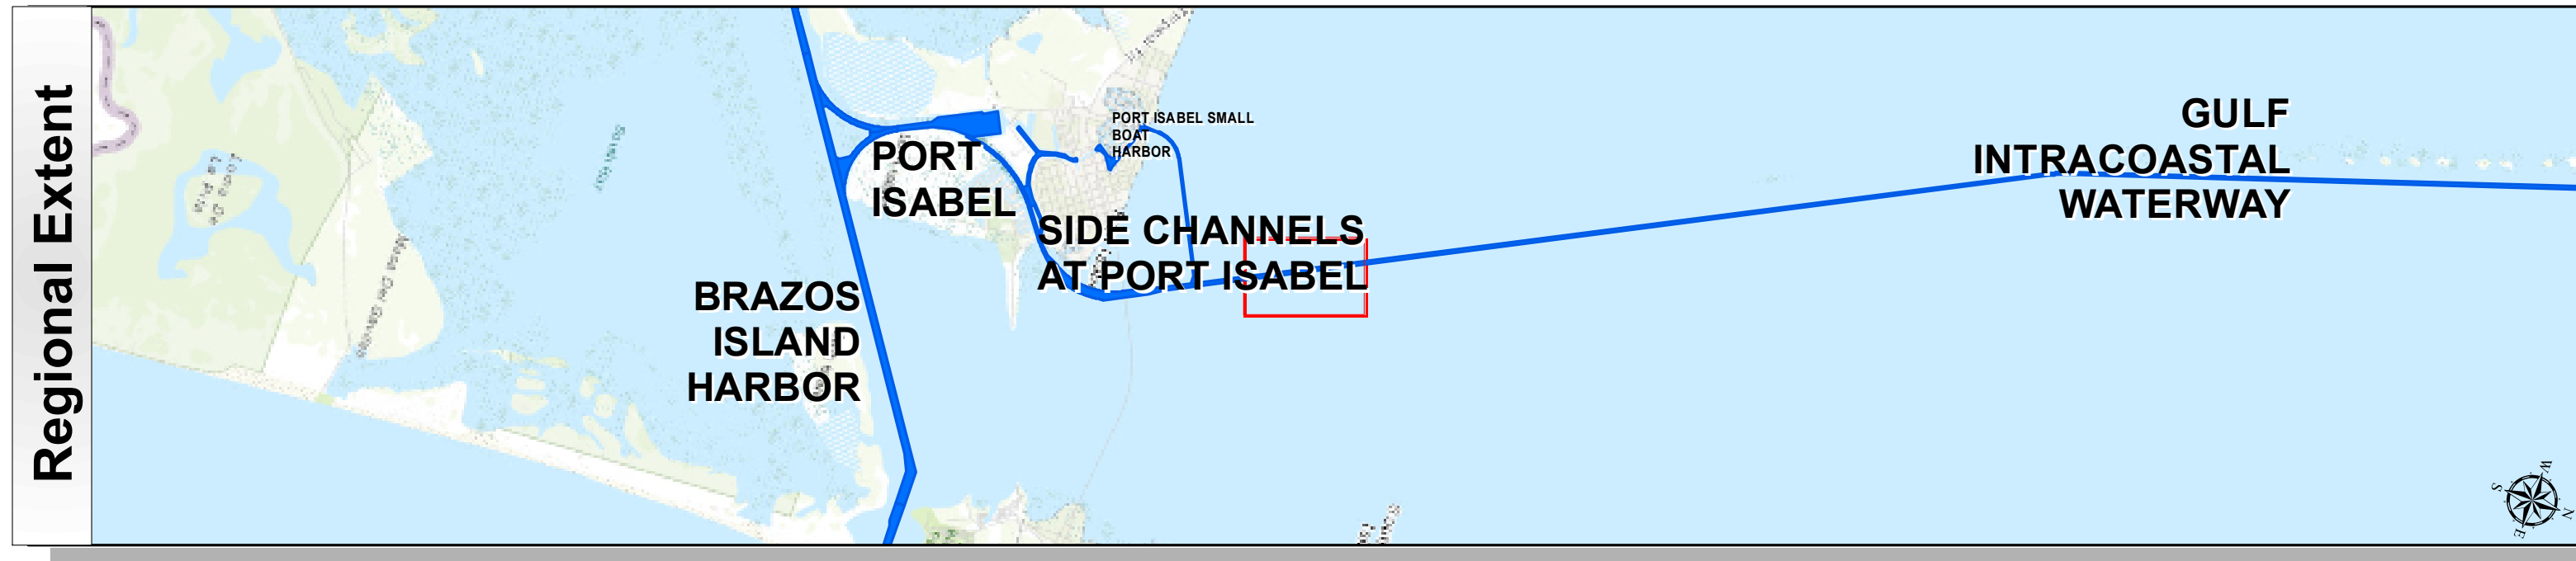 Regional Extent
PORT ISABEL SMALL
BOAT
HARBOR
PORT
ISABEL
SIDE CHANNELS
AT PORT ISABEL
BRAZOS
ISLAND
HARBOR
GULF
INTRACOASTAL
WATERWAY
W
S
N
E